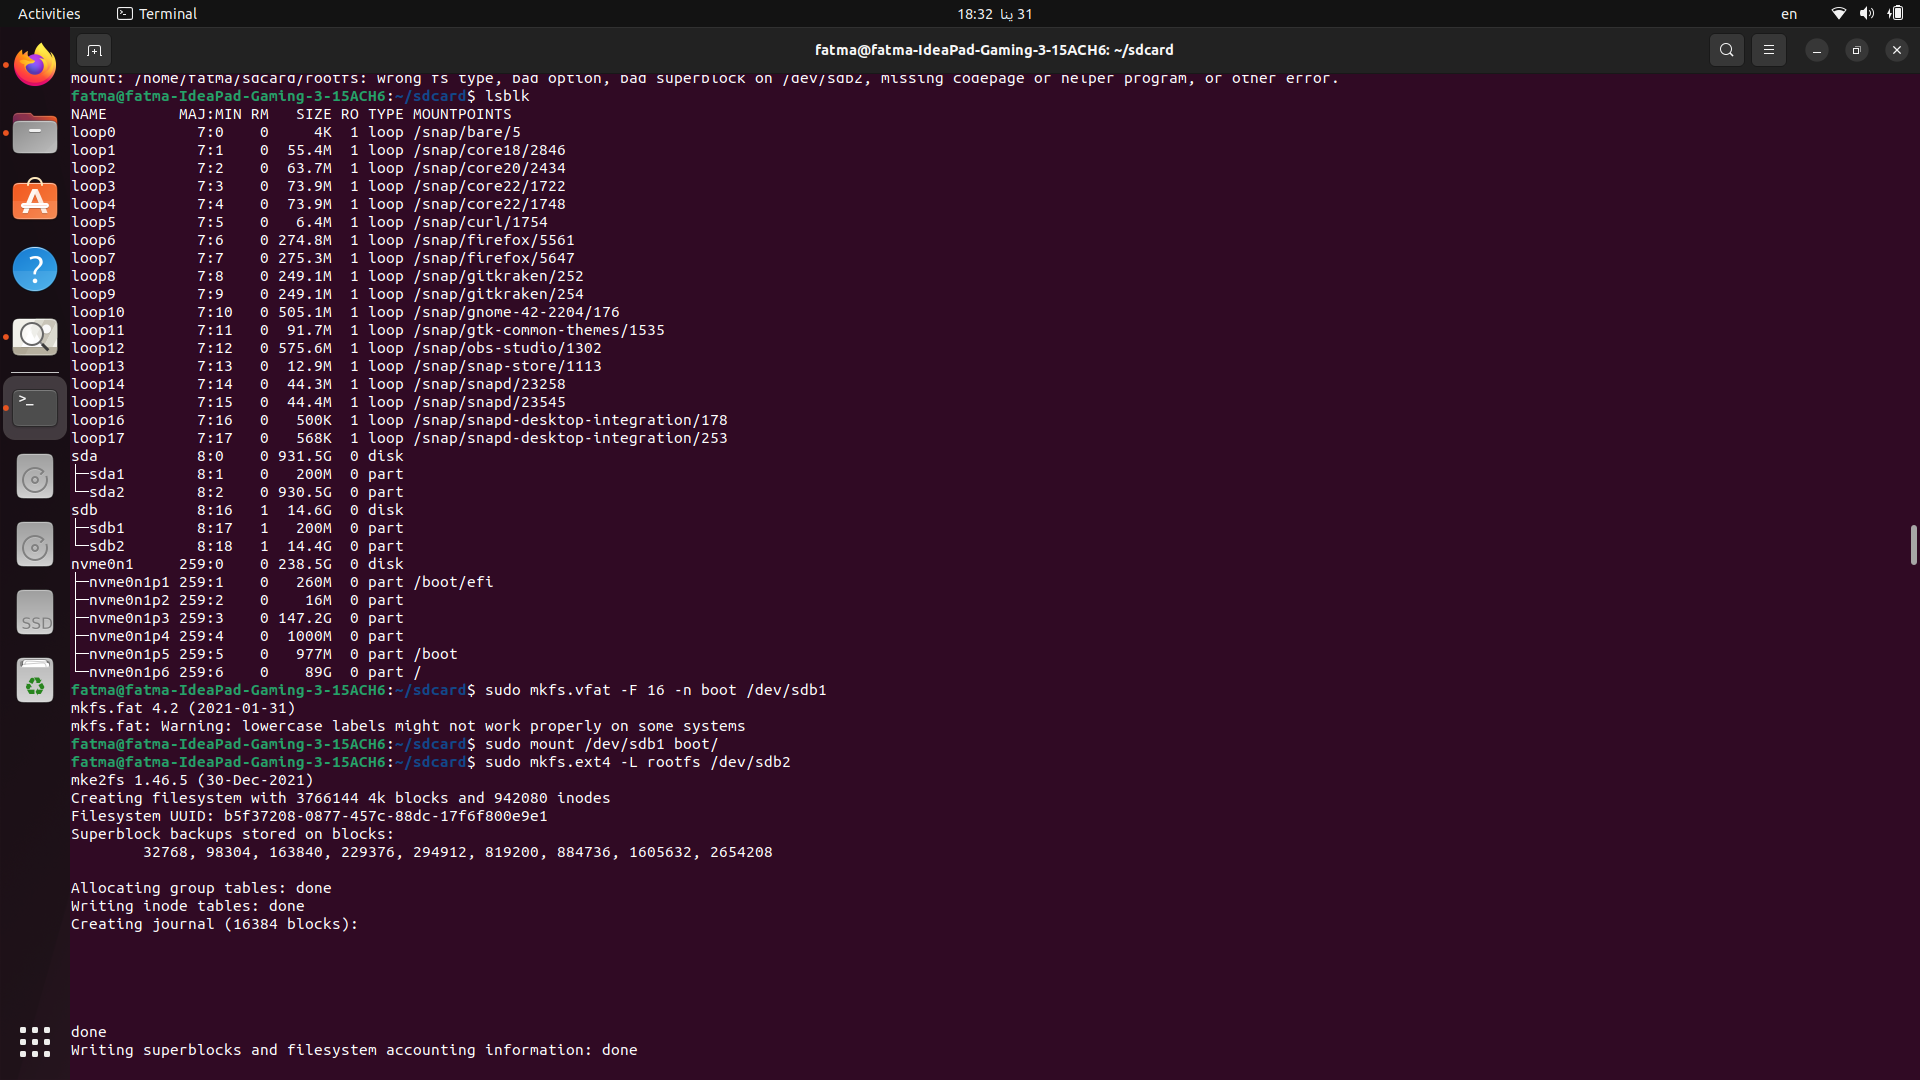 Activities
Terminal
31 ينا 18:32
en
fatma@fatma-IdeaPad-Gaming-3-15ACH6: ~/sdcard
mount: /home/fatma/sdcard/rootfs: wrong fs type, bad option, bad superblock on /dev/sdb2, missing codepage or helper program, or other error.
fatma@fatma-IdeaPad-Gaming-3-15ACH6:~/sdcard$ lsblk
NAME        MAJ:MIN RM   SIZE RO TYPE MOUNTPOINTS
loop0         7:0    0     4K  1 loop /snap/bare/5
loop1         7:1    0  55.4M  1 loop /snap/core18/2846
loop2         7:2    0  63.7M  1 loop /snap/core20/2434
loop3         7:3    0  73.9M  1 loop /snap/core22/1722
loop4         7:4    0  73.9M  1 loop /snap/core22/1748
loop5         7:5    0   6.4M  1 loop /snap/curl/1754
loop6         7:6    0 274.8M  1 loop /snap/firefox/5561
loop7         7:7    0 275.3M  1 loop /snap/firefox/5647
loop8         7:8    0 249.1M  1 loop /snap/gitkraken/252
loop9         7:9    0 249.1M  1 loop /snap/gitkraken/254
loop10        7:10   0 505.1M  1 loop /snap/gnome-42-2204/176
loop11        7:11   0  91.7M  1 loop /snap/gtk-common-themes/1535
loop12        7:12   0 575.6M  1 loop /snap/obs-studio/1302
loop13        7:13   0  12.9M  1 loop /snap/snap-store/1113
loop14        7:14   0  44.3M  1 loop /snap/snapd/23258
loop15        7:15   0  44.4M  1 loop /snap/snapd/23545
loop16        7:16   0   500K  1 loop /snap/snapd-desktop-integration/178
loop17        7:17   0   568K  1 loop /snap/snapd-desktop-integration/253
sda           8:0    0 931.5G  0 disk
├─sda1        8:1    0   200M  0 part
└─sda2        8:2    0 930.5G  0 part
sdb           8:16   1  14.6G  0 disk
├─sdb1        8:17   1   200M  0 part
└─sdb2        8:18   1  14.4G  0 part
nvme0n1     259:0    0 238.5G  0 disk
├─nvme0n1p1 259:1    0   260M  0 part /boot/efi
├─nvme0n1p2 259:2    0    16M  0 part
├─nvme0n1p3 259:3    0 147.2G  0 part
├─nvme0n1p4 259:4    0  1000M  0 part
├─nvme0n1p5 259:5    0   977M  0 part /boot
└─nvme0n1p6 259:6    0    89G  0 part /
fatma@fatma-IdeaPad-Gaming-3-15ACH6:~/sdcard$ sudo mkfs.vfat -F 16 -n boot /dev/sdb1
mkfs.fat 4.2 (2021-01-31)
mkfs.fat: Warning: lowercase labels might not work properly on some systems
fatma@fatma-IdeaPad-Gaming-3-15ACH6:~/sdcard$ sudo mount /dev/sdb1 boot/
fatma@fatma-IdeaPad-Gaming-3-15ACH6:~/sdcard$ sudo mkfs.ext4 -L rootfs /dev/sdb2
mke2fs 1.46.5 (30-Dec-2021)
Creating filesystem with 3766144 4k blocks and 942080 inodes
Filesystem UUID: b5f37208-0877-457c-88dc-17f6f800e9e1
Superblock backups stored on blocks:
        32768, 98304, 163840, 229376, 294912, 819200, 884736, 1605632, 2654208
Allocating group tables: done
Writing inode tables: done
Creating journal (16384 blocks):
done
Writing superblocks and filesystem accounting information: done
SSD